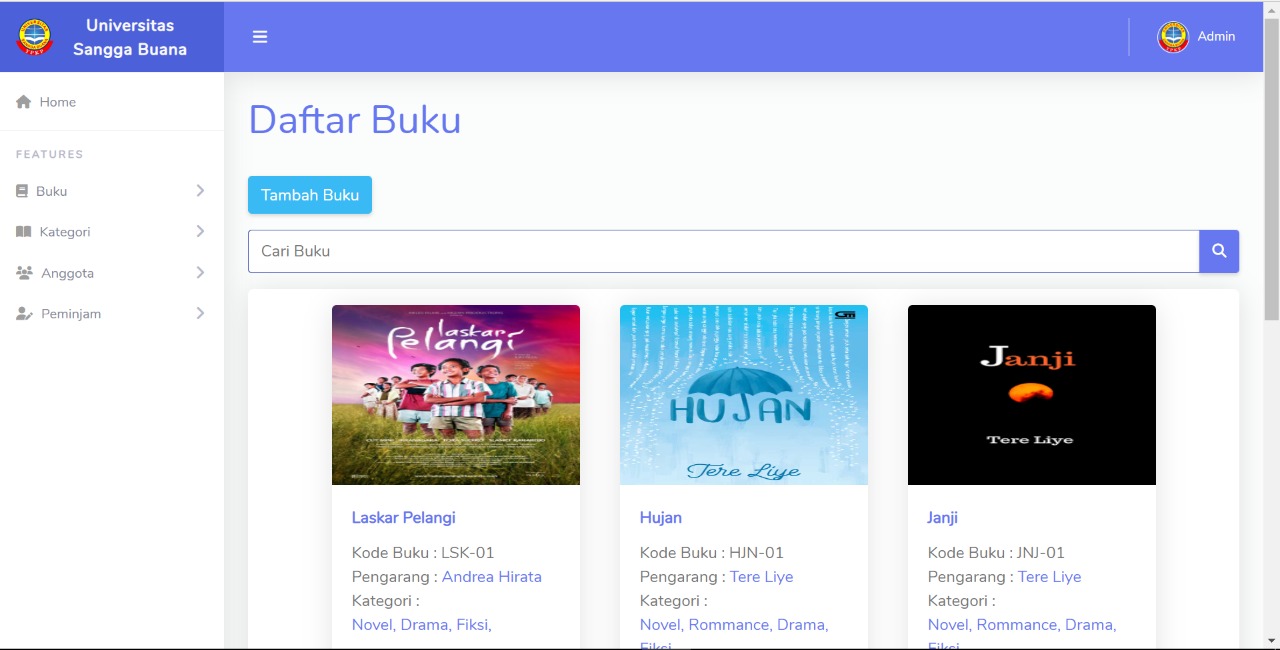 Universitas
Sangga Buana
Admin
Home
FEATURES
Buku
Kategori
Anggota
Peminjam
Daftar Buku
Tambah Buku
Cari Buku
laskar
Pelangi
HUJAN
Tere Liye
Janji
Tere Liye
Laskar Pelangi
Kode Buku : LSK-01
Pengarang : Andrea Hirata
Kategori :
Novel, Drama, Fiksi,
Hujan
Kode Buku : HJN-01
Pengarang : Tere Liye
Kategori :
Novel, Rommance, Drama,
Fiksi
Janji
Kode Buku : JNJ-01
Pengarang : Tere Liye
Kategori :
Novel, Rommance, Drama,
Fiksi